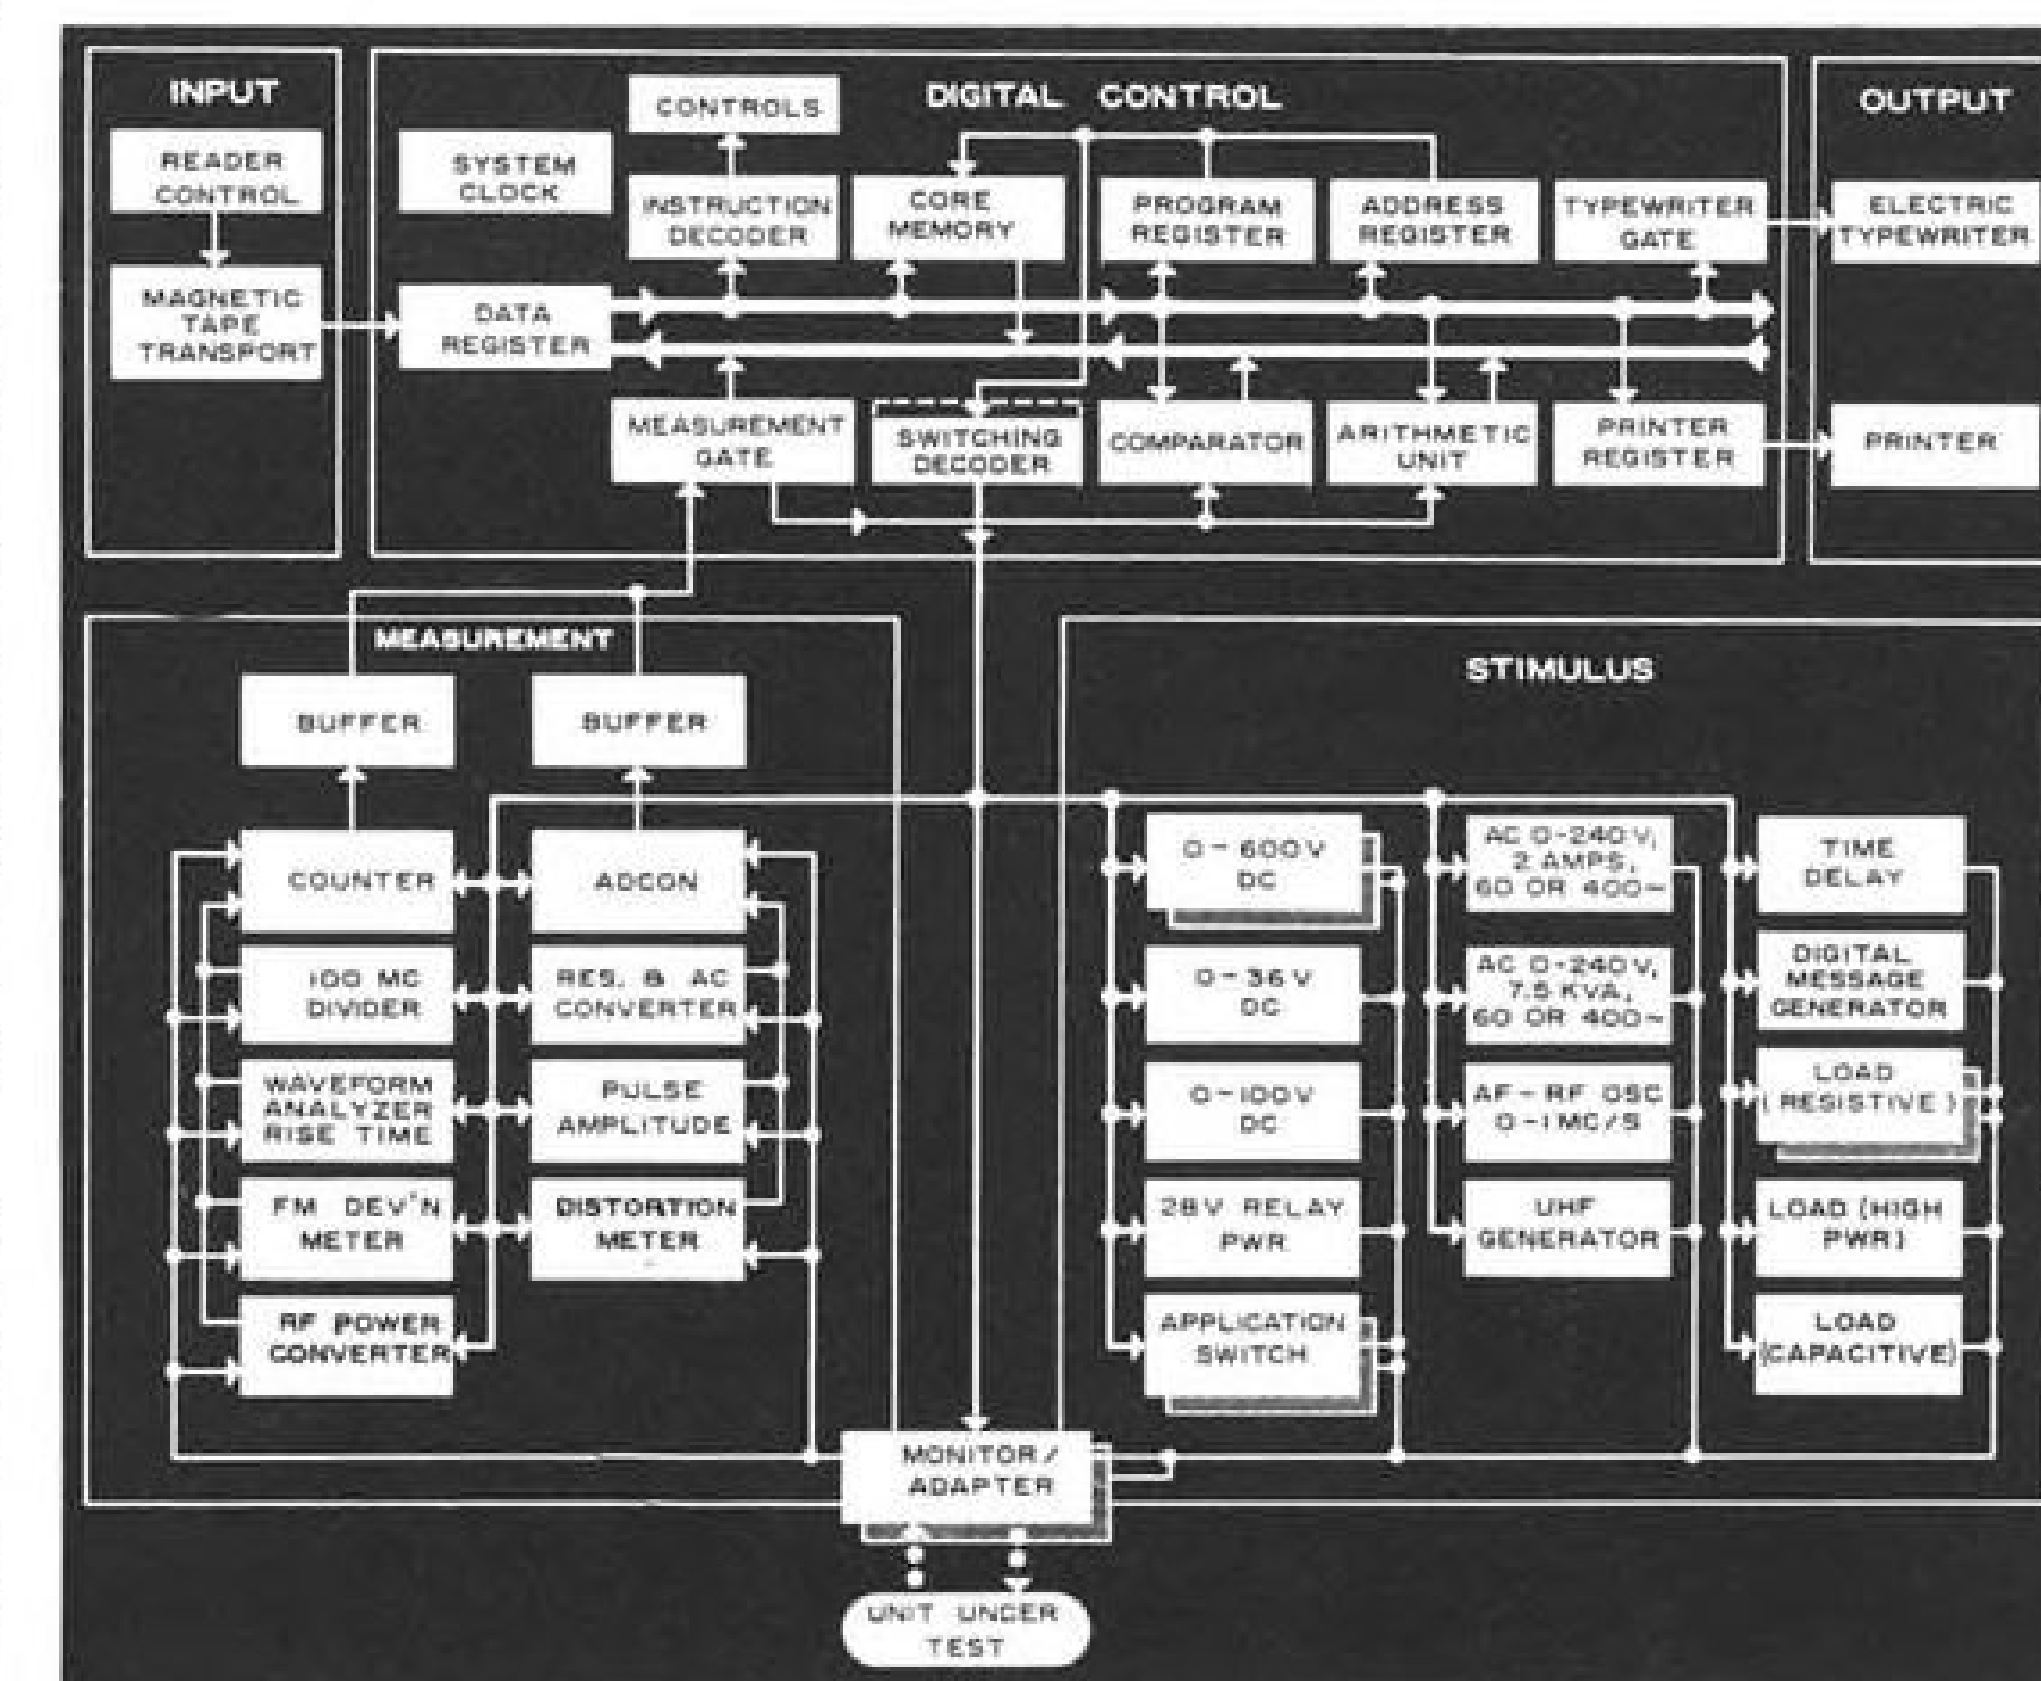 INPUT
READER
CONTROL
MAGNETIC
TAPE
TRANSPORT
DIGITAL CONTROL
CONTROLS
SYSTEM
CLOCK
INSTRUCTION
DECODER
CORE
MEMORY
PROGRAM
REGISTER
ADDRESS
REGISTER
TYPEWRITER
GATE
DATA
REGISTER
MEASUREMENT
GATE
SWITCHING
DECODER
COMPARATOR
ARITHMETIC
UNIT
PRINTER
REGISTER
OUTPUT
ELECTRIC
TYPEWRITER
PRINTER
MEASUREMENT
BUFFER
BUFFER
COUNTER
ADCON
100 MC
DIVIDER
RES. & AC
CONVERTER
WAVEFORM
ANALYZER
RISE TIME
PULSE
AMPLITUDE
FM DEV'N
METER
DISTORTION
METER
RF POWER
CONVERTER
STIMULUS
0-600V
DC
0-36V
DC
0-100V
DC
28V RELAY
PWR
APPLICATION
SWITCH
AC 0-240V,
2 AMPS,
60 OR 400~
AC 0-240V,
7.5 KVA,
60 OR 400~
AF-RF OSC
0-1MC/S
UHF
GENERATOR
TIME
DELAY
DIGITAL
MESSAGE
GENERATOR
LOAD
(RESISTIVE)
LOAD (HIGH
PWR)
LOAD
(CAPACITIVE)
MONITOR/
ADAPTER
UNIT UNDER
TEST